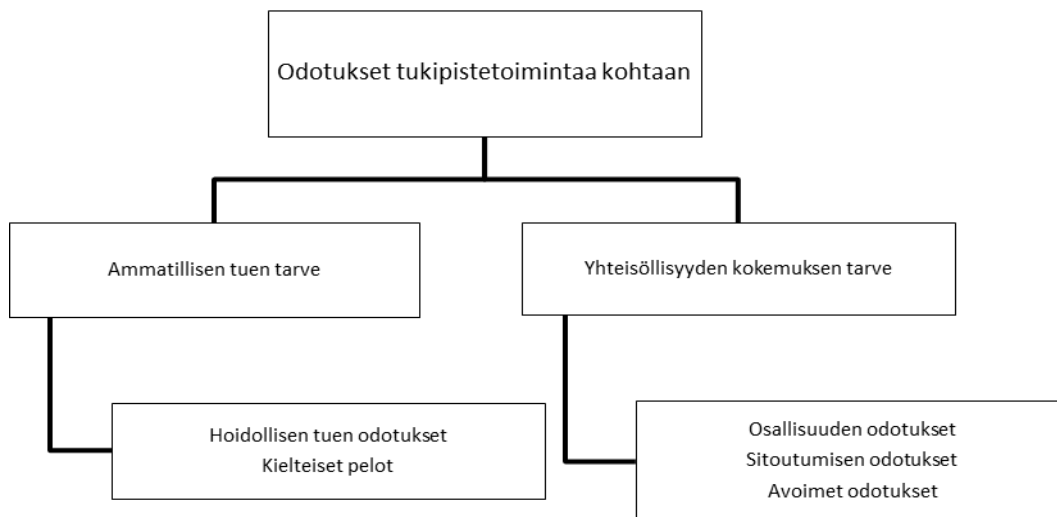 Odotukset tukipistetoimintaa kohtaan
Ammatillisen tuen tarve
Yhteisöllisyyden kokemuksen tarve
Hoidollisen tuen odotukset
Kielteiset pelot
Osallisuuden odotukset
Sitoutumisen odotukset
Avoimet odotukset